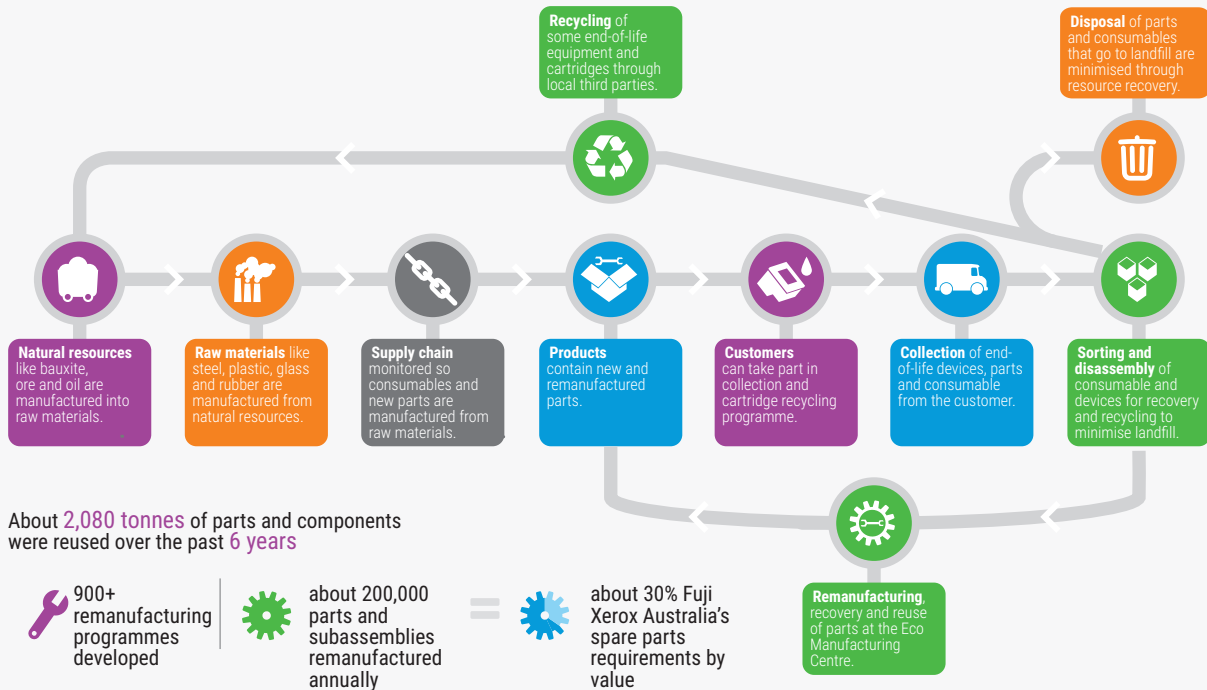 Recycling of
some end-of-life
equipment and
cartridges through
local third parties.
Disposal of parts
and consumables
that go to landfill are
minimised through
resource recovery.
Natural resources
like bauxite,
ore and oil are
manufactured into
raw materials.
Raw materials like
steel, plastic, glass
and rubber are
manufactured from
natural resources.
Supply chain
monitored so
consumables and
new parts are
manufactured from
raw materials.
Products
contain new and
remanufactured
parts.
Customers
can take part in
collection and
cartridge recycling
programme.
Collection of end-
of-life devices, parts
and consumable
from the customer.
Sorting and
disassembly of
consumable and
devices for recovery
and recycling to
minimise landfill.
Remanufacturing,
recovery and reuse
of parts at the Eco
Manufacturing
Centre.
About 2,080 tonnes of parts and components
were reused over the past 6 years
900+
remanufacturing
programmes
developed
about 200,000
parts and
subassemblies
remanufactured
annually
=
about 30% Fuji
Xerox Australia’s
spare parts
requirements by
value